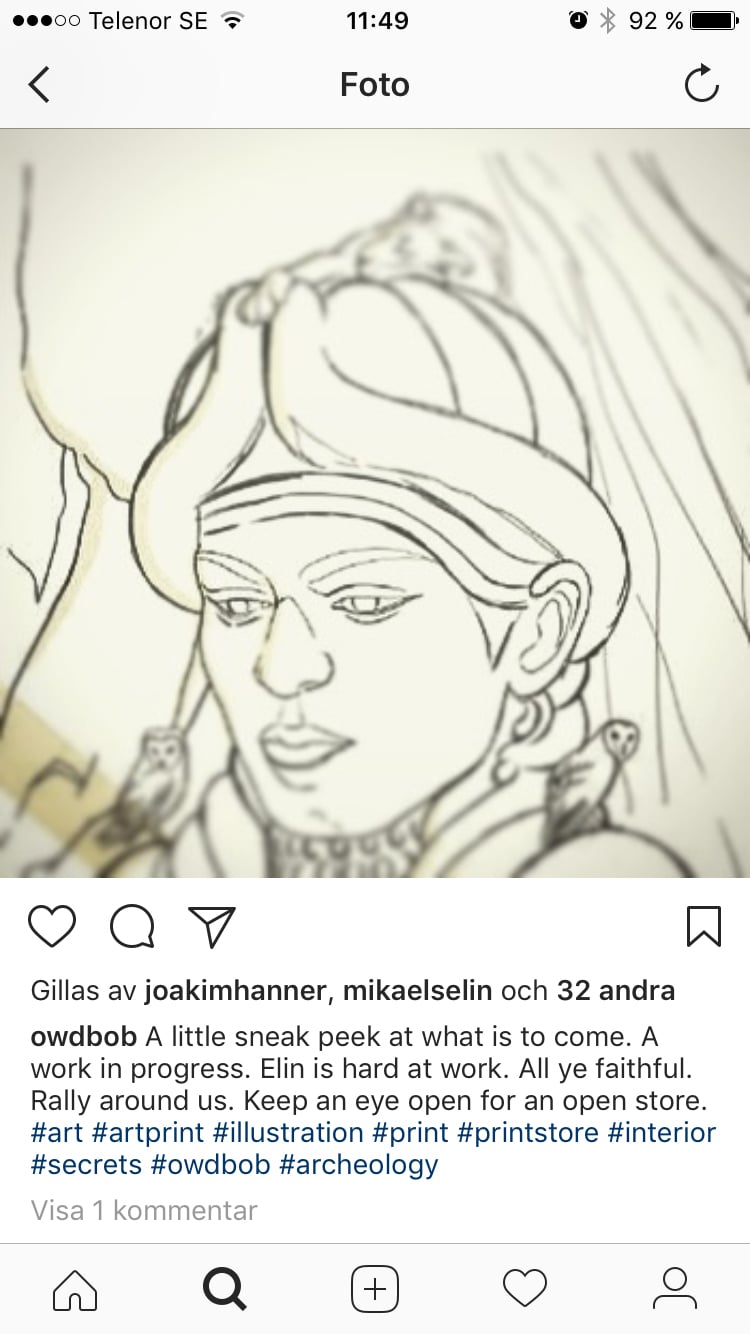 Telenor SE 11:49 92 %
Foto
Gillas av joakimhanner, mikaelselin och 32 andra
owdbob A little sneak peek at what is to come. A
work in progress. Elin is hard at work. All ye faithful.
Rally around us. Keep an eye open for an open store.
#art #artprint #illustration #print #printstore #interior
#secrets #owdbob #archeology
Visa 1 kommentar